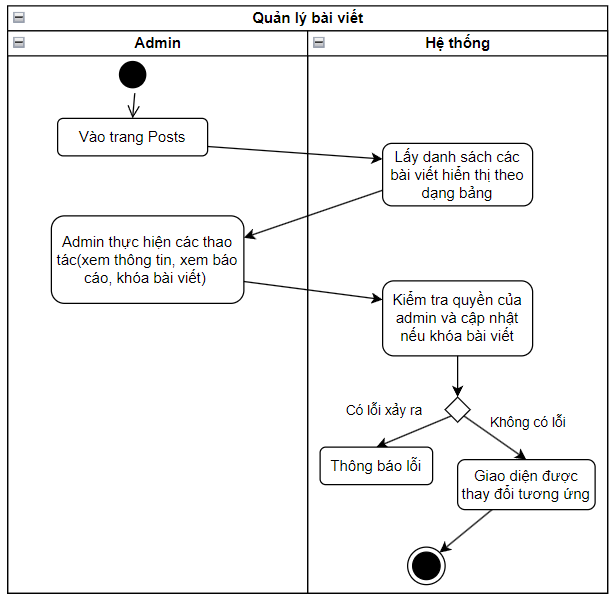 Quản lý bài viết
Admin
Hệ thống
Vào trang Posts
Lấy danh sách các
bài viết hiển thị theo
dạng bảng
Admin thực hiện các thao
tác(xem thông tin, xem báo
cáo, khóa bài viết)
Kiểm tra quyền của
admin và cập nhật
nếu khóa bài viết
Có lỗi xảy ra
Không có lỗi
Thông báo lỗi
Giao diện được
thay đổi tương ứng